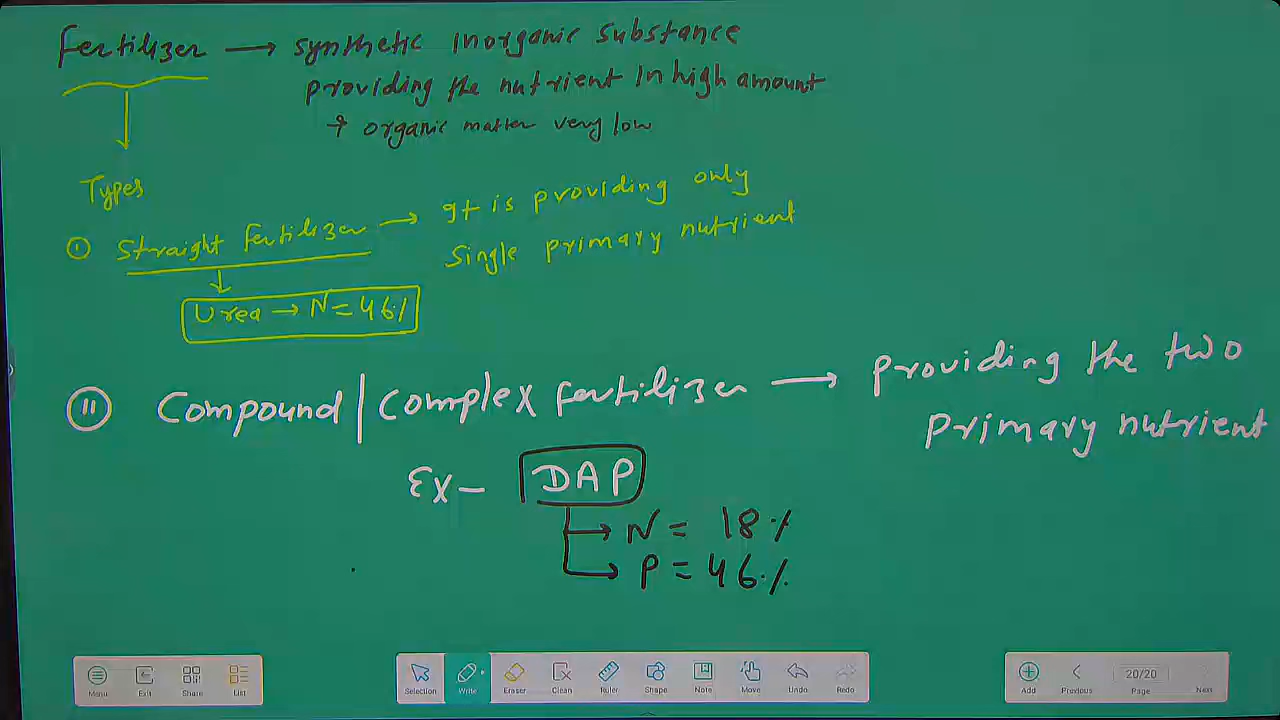 Fertilizer → synthetic inorganic substance
providing the nutrient in high amount
→ organic matter very low
Types
① Straight fertilizer → It is providing only
single primary nutrient
Urea → N = 46%
⑪ Compound | Complex fertilizer → providing the two
primary nutrient
Ex – DAP
→ N = 18%
→ P = 46%
Menu Exit Share List Selection Write Eraser Clean Ruler Shape Note Move Undo Redo Add Previous 20/20 Page Next